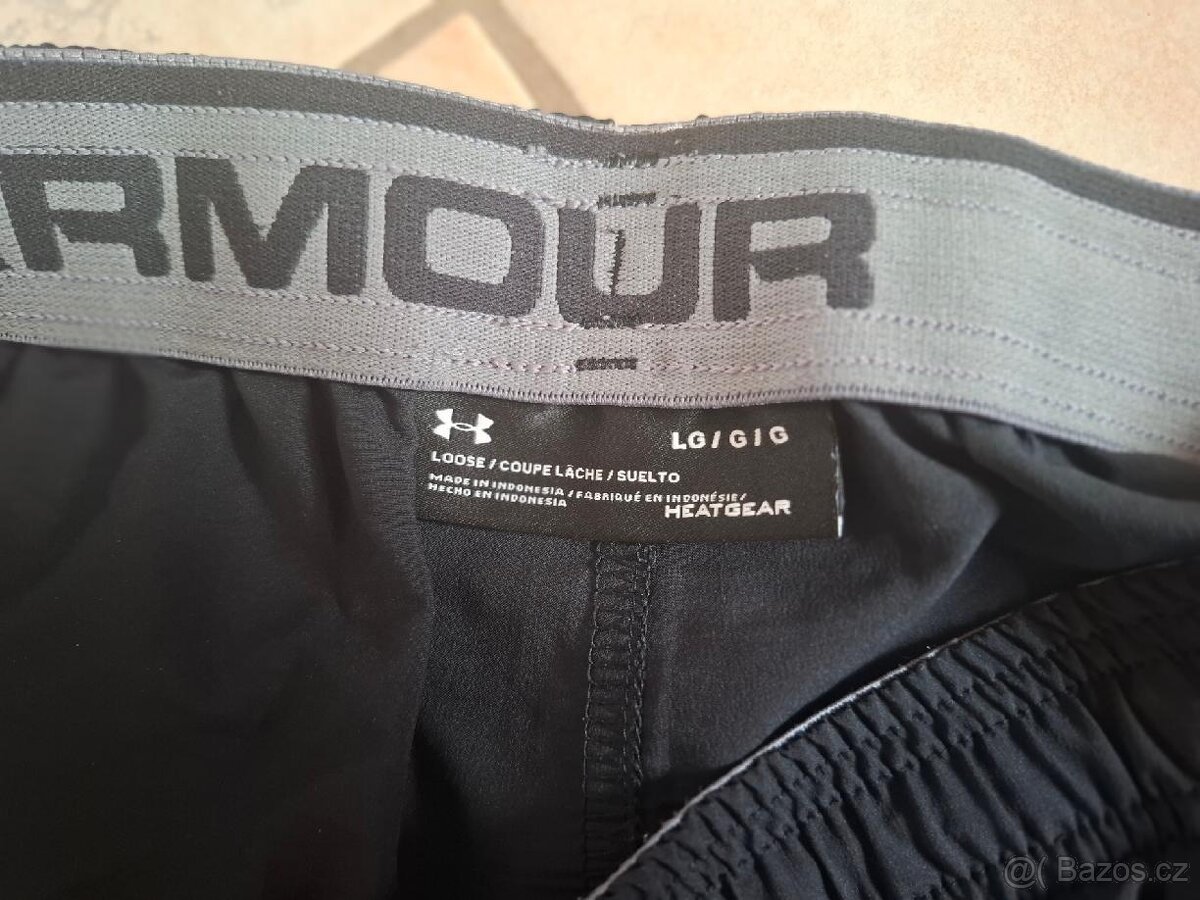 ARMOUR
LG / G / G
LOOSE / COUPE LÂCHE / SUELTO
MADE IN INDONESIA / FABRIQUÉ EN INDONÉSIE /
HECHO EN INDONESIA
HEATGEAR
@( Bazos.cz